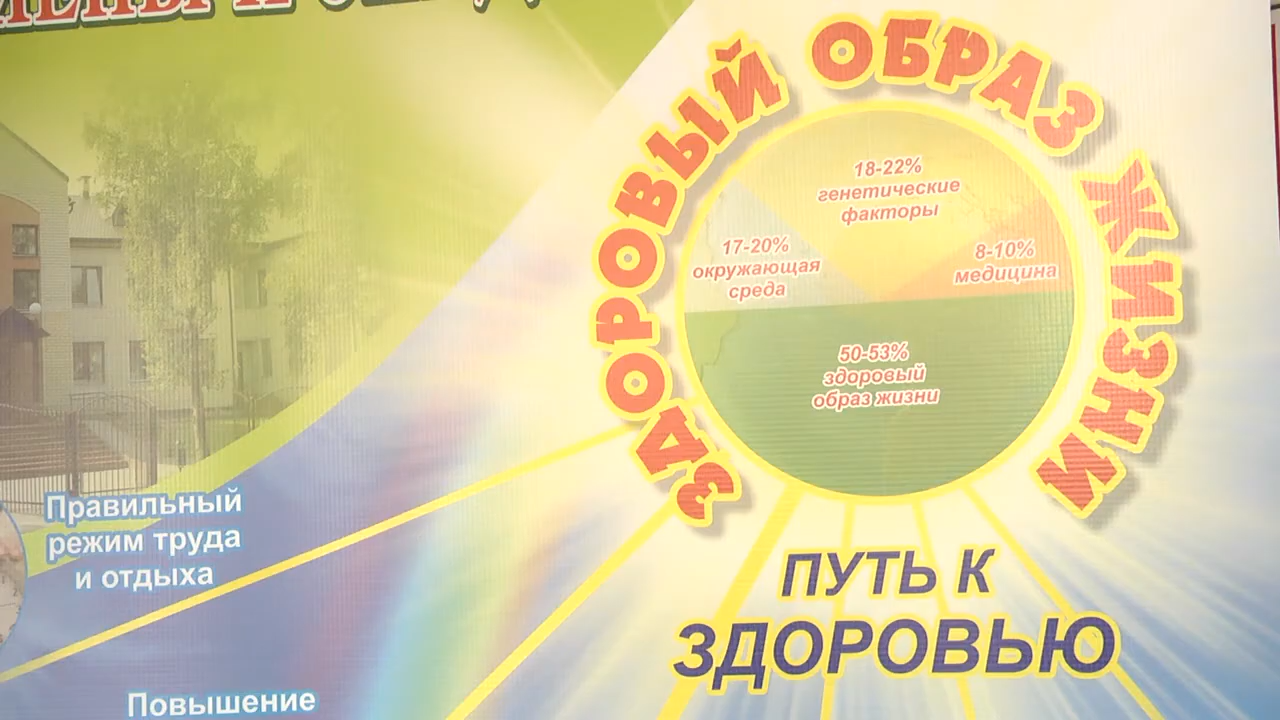 ЗДОРОВЫЙ ОБРАЗ ЖИЗНИ
18-22%
генетические
факторы
17-20%
окружающая
среда
8-10%
медицина
50-53%
здоровый
образ жизни
ПУТЬ К
ЗДОРОВЬЮ
Правильный
режим труда
и отдыха
Повышение